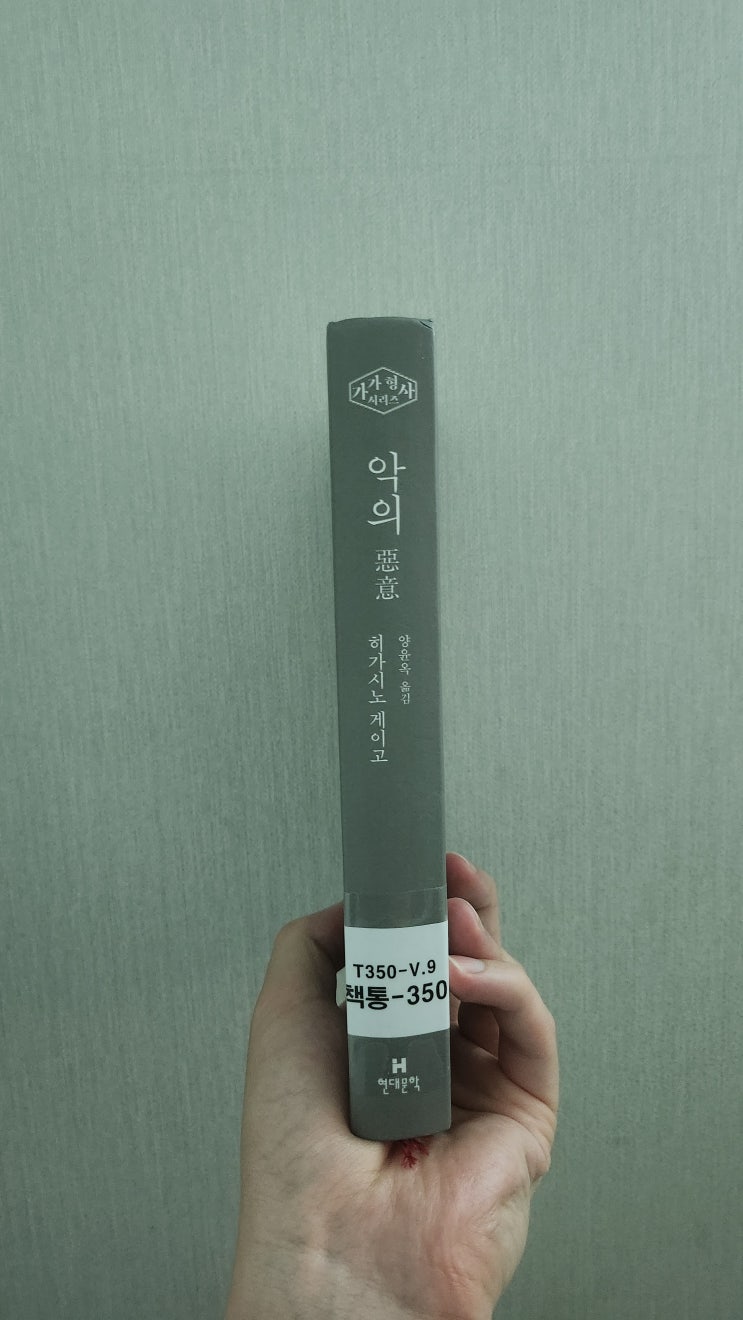 가가 형사
시리즈
악의
惡意
히가시노 게이고
양윤옥 옮김
T350-V.9
책통-350
H
현대문학